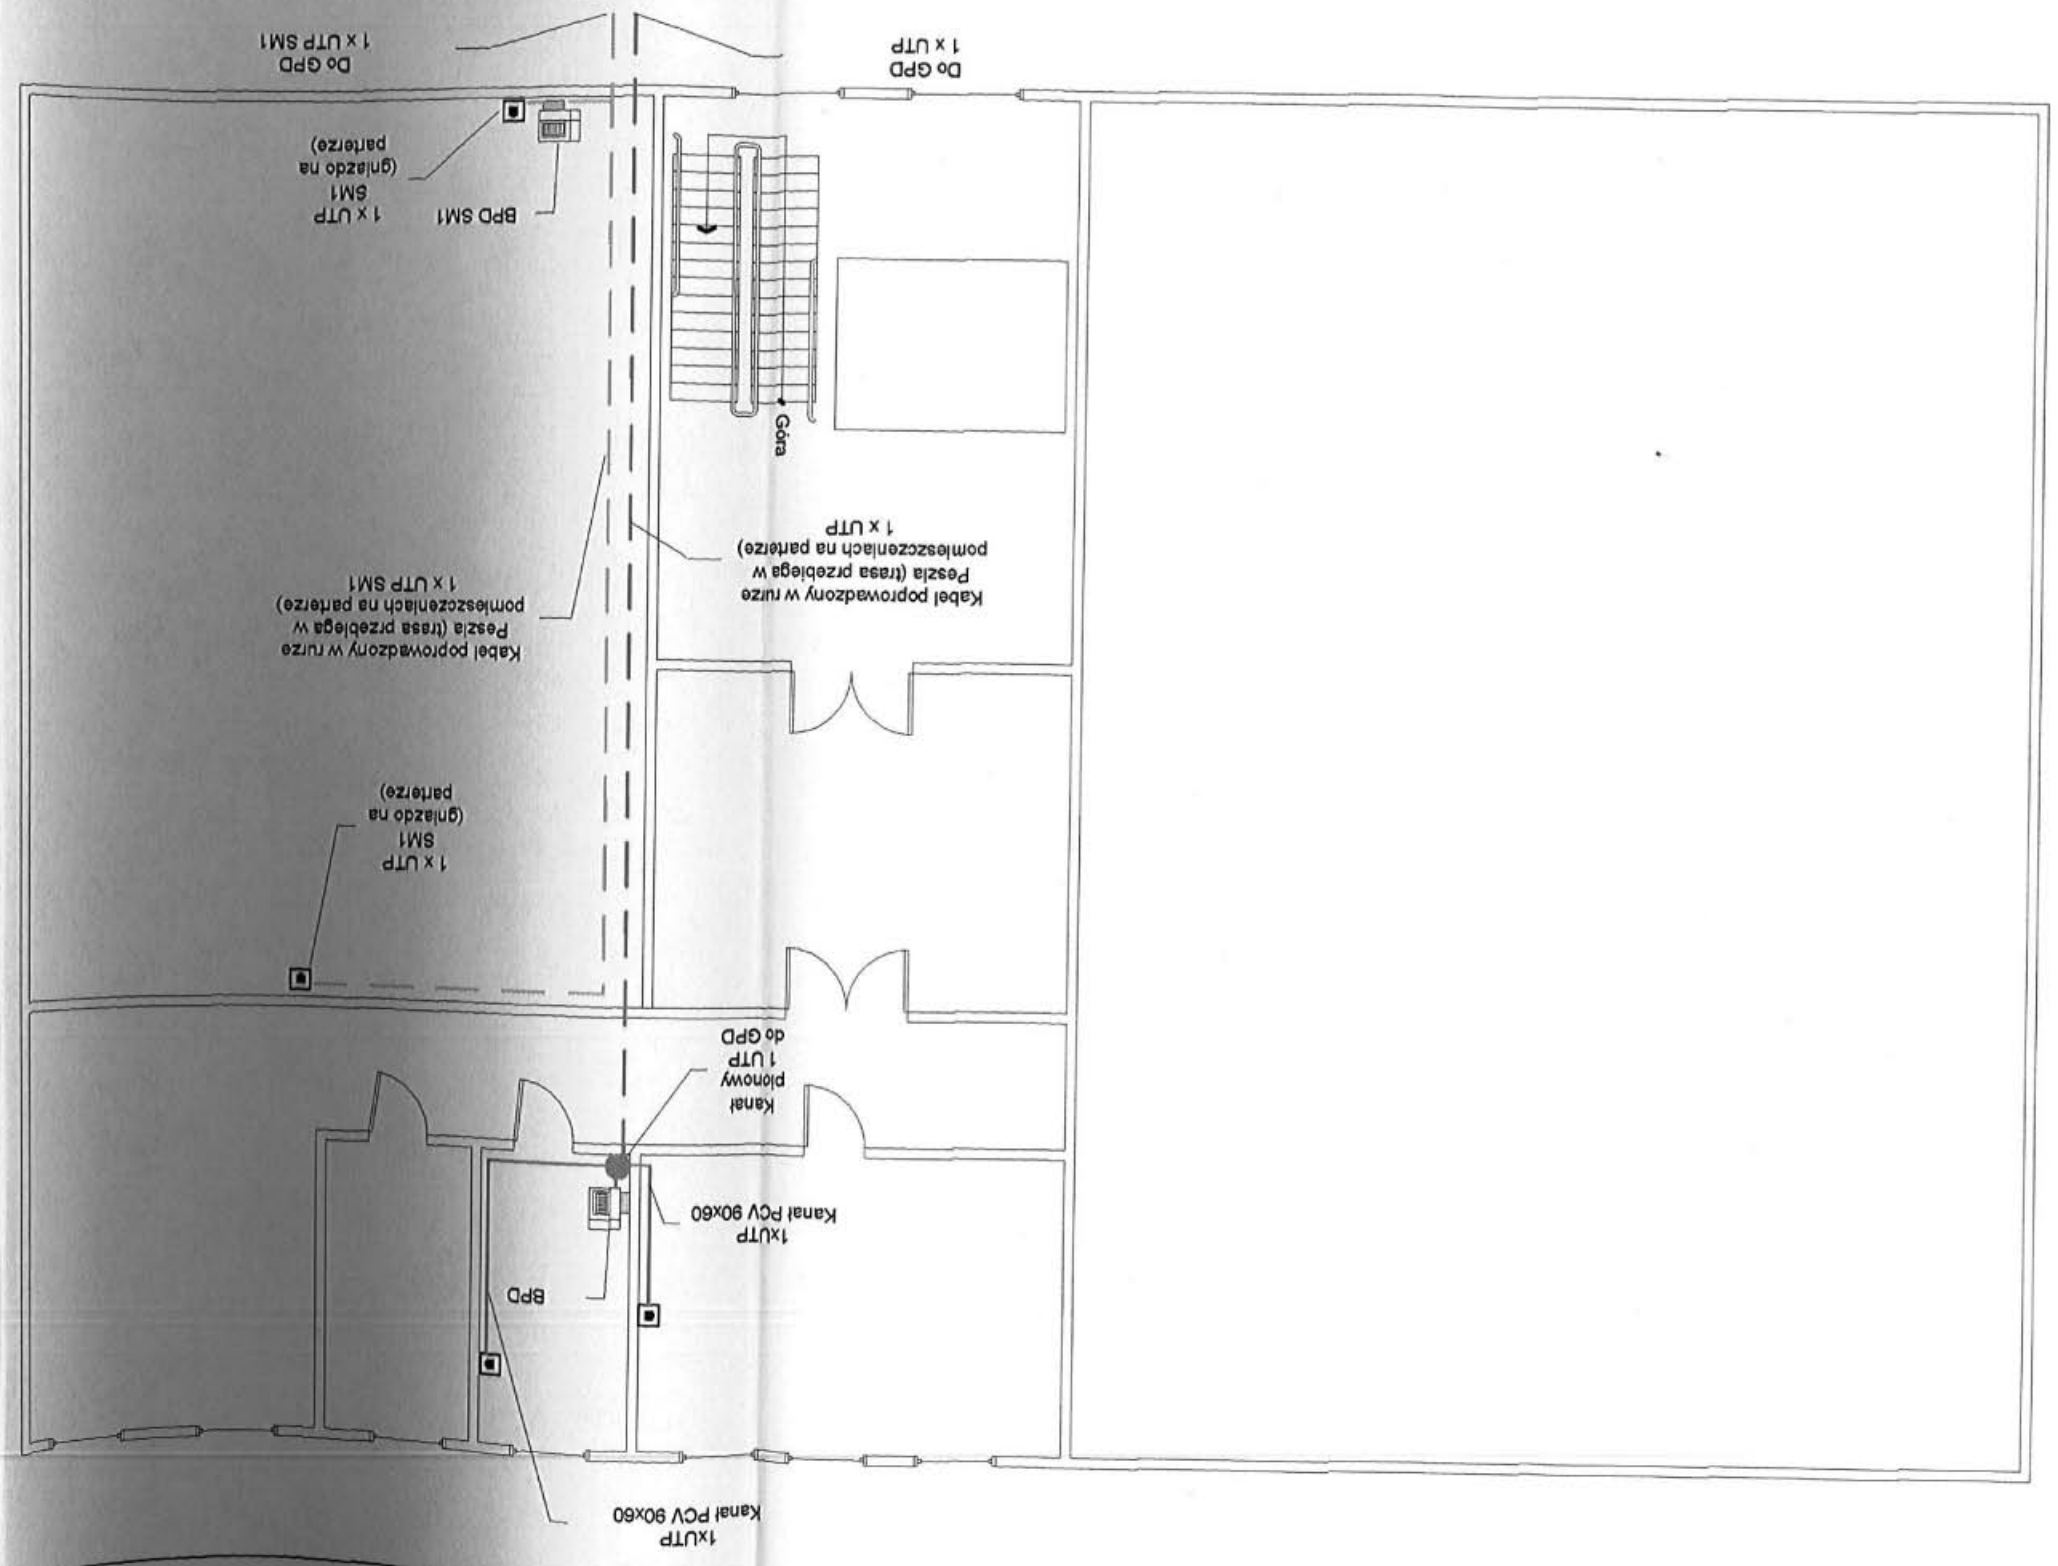 1xUTP
Kanał PCV 90x60
BPD
1xUTP
Kanał PCV 90x60
Kanał
pionowy
1 UTP
do GPD
1 x UTP
SM1
(gniazdo na
parterze)
Kabel poprowadzony w rurze
Peszla (trasa przebiega w
pomieszczeniach na parterze)
1 x UTP
Kabel poprowadzony w rurze
Peszla (trasa przebiega w
pomieszczeniach na parterze)
1 x UTP SM1
Góra
BPD SM1
1 x UTP
SM1
(gniazdo na
parterze)
Do GPD
1 x UTP
Do GPD
1 x UTP SM1